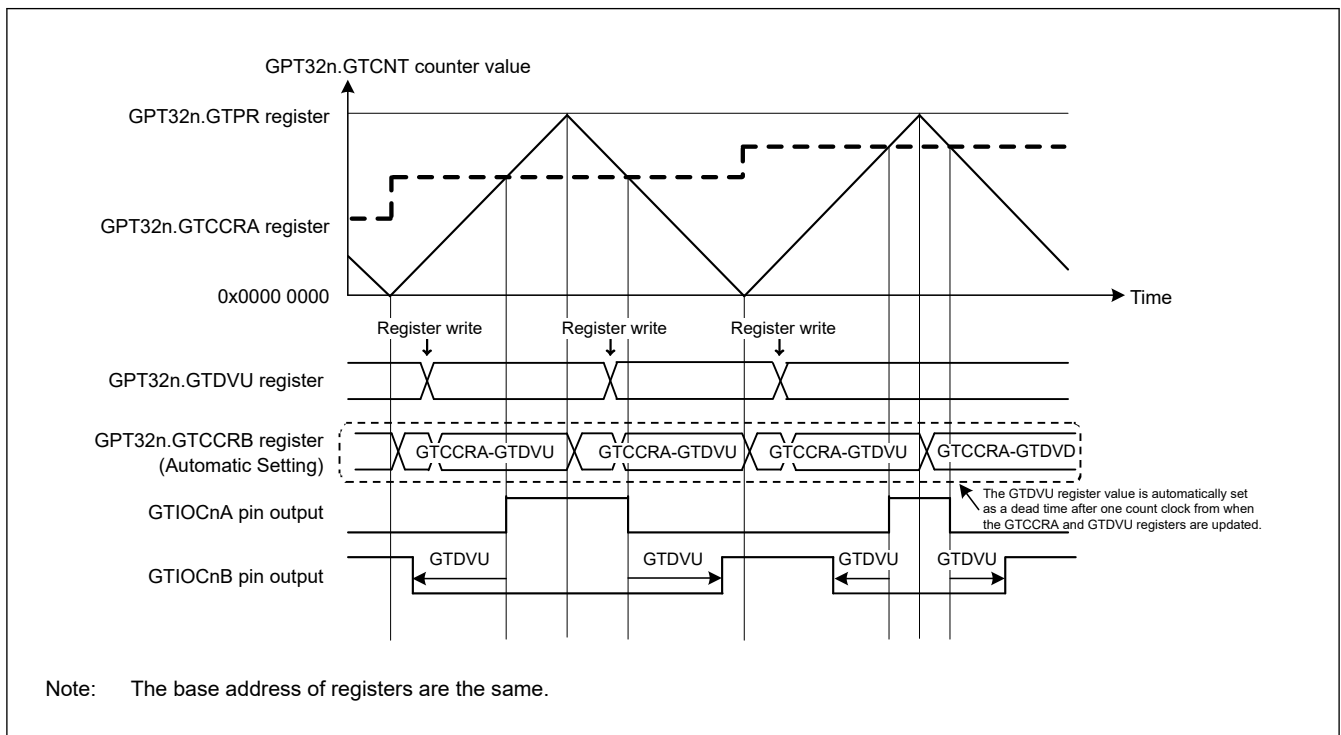 GPT32n.GTCNT counter value
GPT32n.GTPR register
GPT32n.GTCCRA register
0x0000 0000
Time
Register write
Register write
Register write
GPT32n.GTDVU register
GPT32n.GTCCRB register
(Automatic Setting)
GTCCRA-GTDVU
GTCCRA-GTDVU
GTCCRA-GTDVU
GTCCRA-GTDVD
The GTDVU register value is automatically set
as a dead time after one count clock from when
the GTCCRA and GTDVU registers are updated.
GTIOCnA pin output
GTIOCnB pin output
GTDVU
GTDVU
GTDVU
GTDVU
Note: The base address of registers are the same.